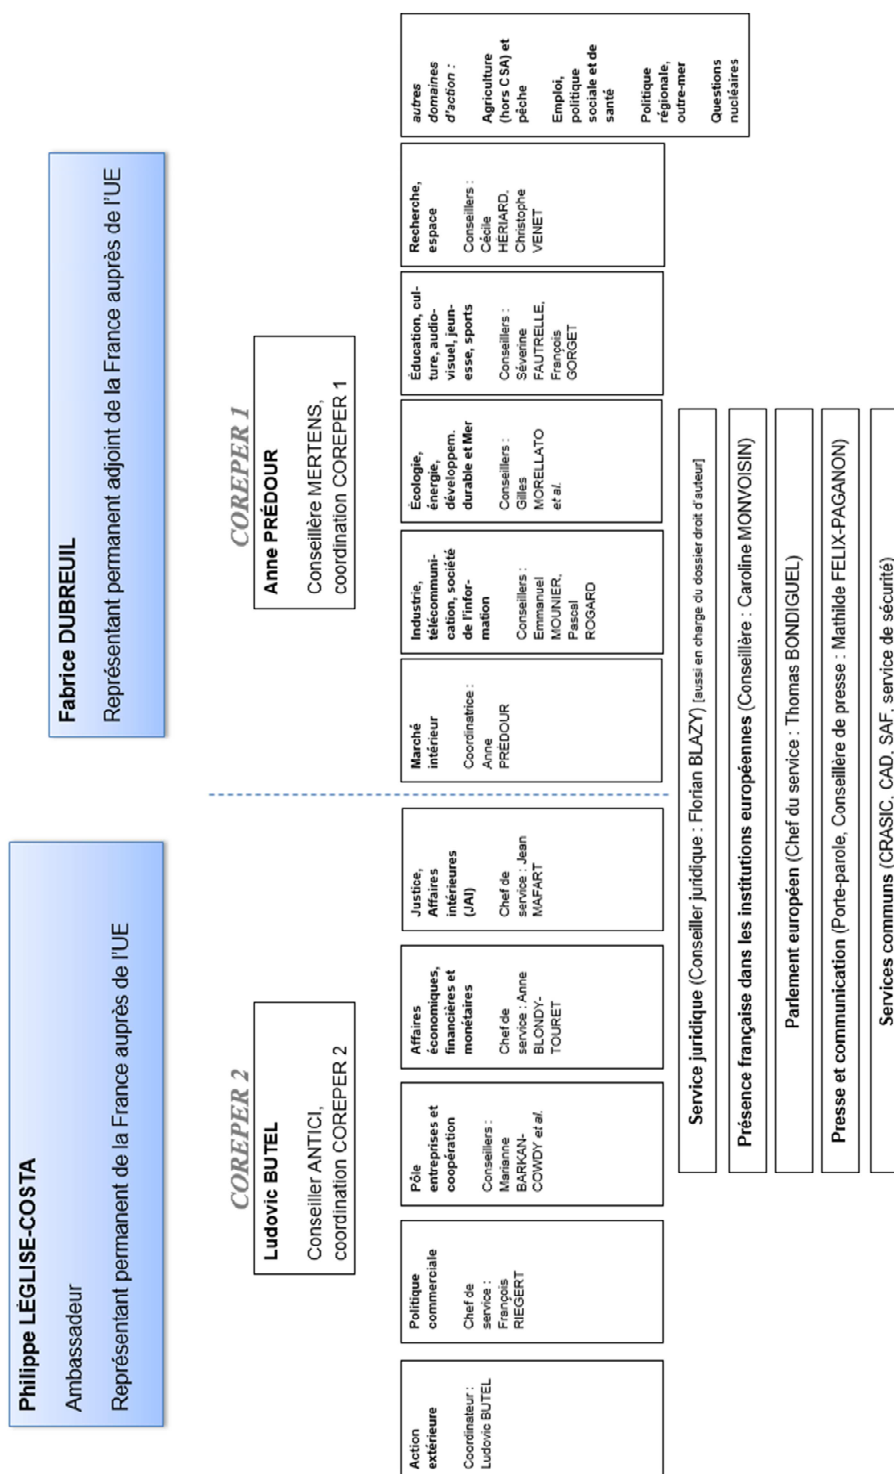 Philippe LÉGLISE-COSTA
Ambassadeur
Représentant permanent de la France auprès de l'UE
Fabrice DUBREUIL
Représentant permanent adjoint de la France auprès de l'UE
COREPER 2
Ludovic BUTEL
Conseiller ANTICI,
coordination COREPER 2
COREPER 1
Anne PRÉDOUR
Conseillère MERTENS,
coordination COREPER 1
Action
extérieure
Coordinateur :
Ludovic BUTEL
Politique
commerciale
Chef de
service :
François
RIEGERT
Pôle
entreprises et
coopération
Conseillers :
Marianne
BARKAN-
COWDY et al.
Affaires
économiques,
financières et
monétaires
Chef de
service : Anne
BLONDY-
TOURET
Justice,
Affaires
intérieures
(JAI)
Chef de
service : Jean
MAFART
Marché
intérieur
Coordinatrice :
Anne
PRÉDOUR
Industrie,
télécommuni-
cation, société
de l'infor-
mation
Conseillers :
Emmanuel
MOUNIER,
Pascal
ROGARD
Écologie,
énergie,
développem.
durable et Mer
Conseillers :
Gilles
MORELLATO
et al.
Éducation, cul-
ture, audio-
visuel, jeun-
esse, sports
Conseillers :
Séverine
FAUTRELLE,
François
GORGET
Recherche,
espace
Conseillers :
Cécile
HÉRIARD,
Christophe
VENET
autres
domaines
d'action :
Agriculture
(hors CSA) et
pêche
Emploi,
politique
sociale et de
santé
Politique
régionale,
outre-mer
Questions
nucléaires
Service juridique (Conseiller juridique : Florian BLAZY) [aussi en charge du dossier droit d'auteur]
Présence française dans les institutions européennes (Conseillère : Caroline MONVOISIN)
Parlement européen (Chef du service : Thomas BONDIGUEL)
Presse et communication (Porte-parole, Conseillère de presse : Mathilde FELIX-PAGANON)
Services communs (CRASIC, CAD, SAF, service de sécurité)